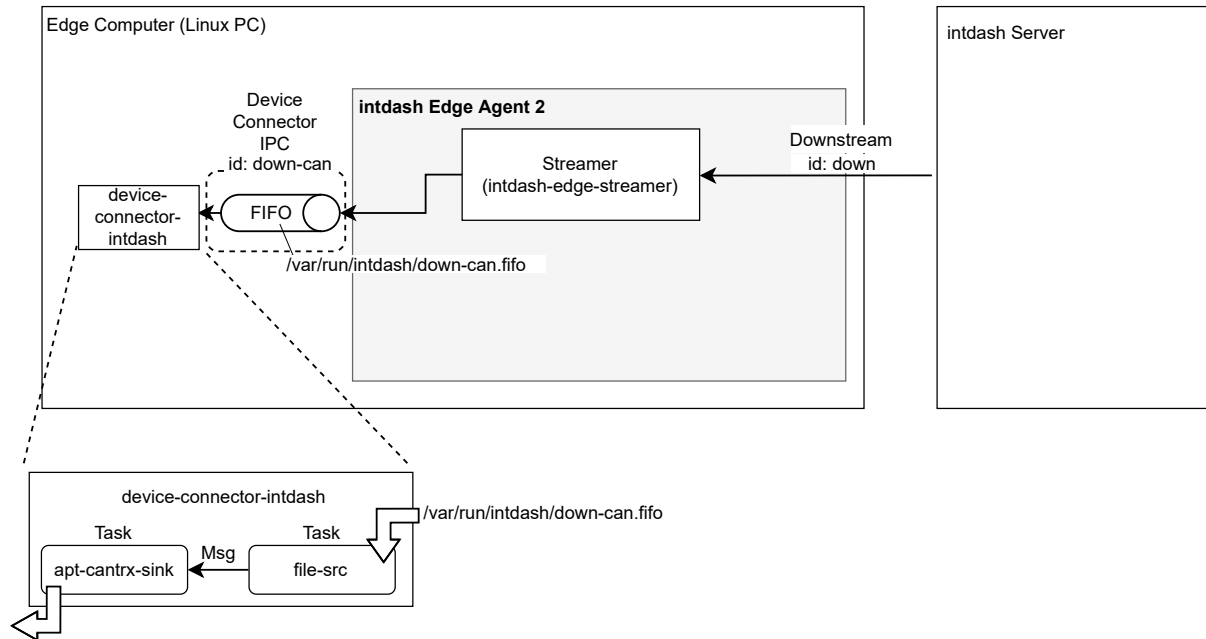 Edge Computer (Linux PC)
intdash Server
Device
Connector
IPC
id: down-can
intdash Edge Agent 2
Streamer
(intdash-edge-streamer)
Downstream
id: down
device-
connector-
intdash
FIFO
/var/run/intdash/down-can.fifo
device-connector-intdash
/var/run/intdash/down-can.fifo
Task
Task
apt-cantrx-sink
Msg
file-src